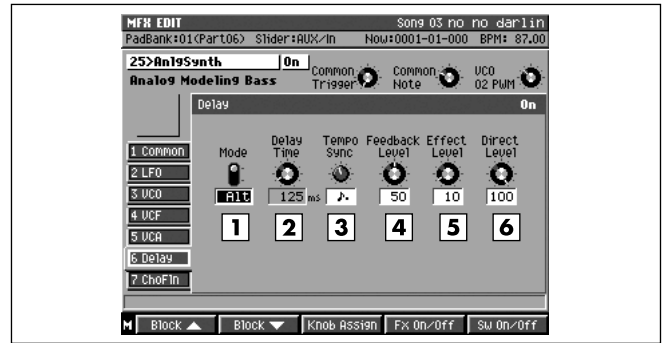 MFX EDIT Song 03 no no darlin
PadBank:01(Part06) Slider:AUX/In Now:0001-01-000 BPM: 87.00
25>An19Synth On
Analog Modeling Bass
Common Trigger
Common Note
VCO 02 PWM
Delay On
1 Common
2 LFO
3 VCO
4 VCF
5 VCA
6 Delay
7 ChoFln
Mode
Delay Time
Tempo Sync
Feedback Level
Effect Level
Direct Level
Alt 125 ms ♪. 50 10 100
1 2 3 4 5 6
M Block ▲ Block ▼ Knob Assign Fx On/Off Sw On/Off